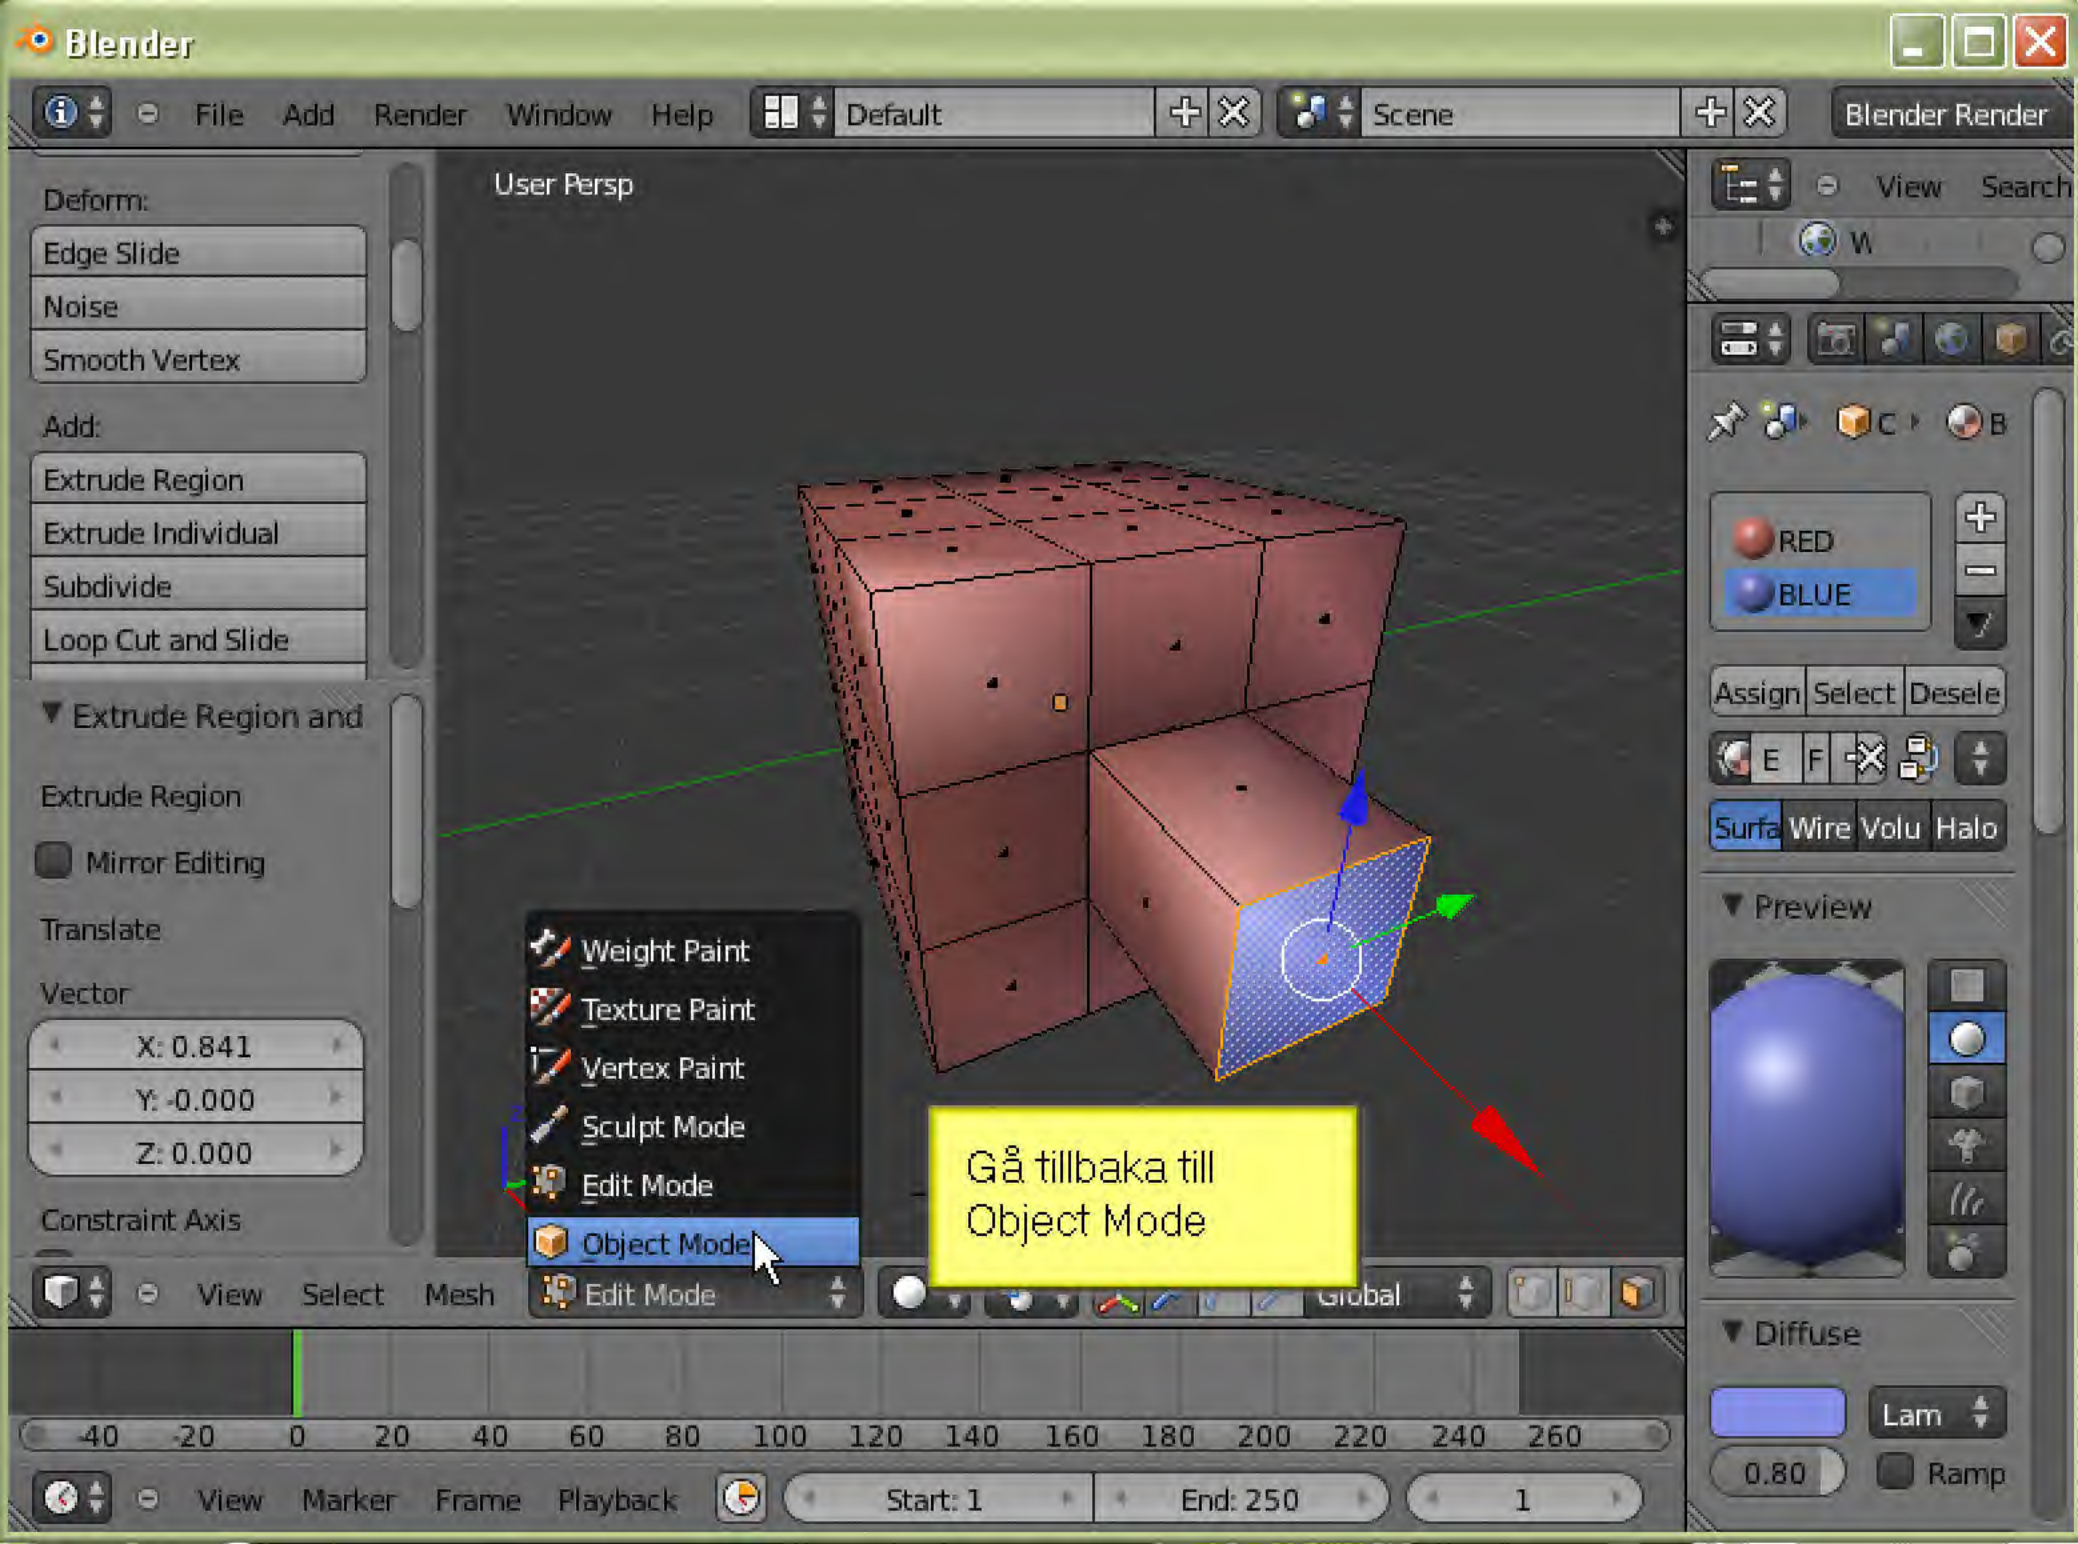 Blender
File Add Render Window Help Default Scene Blender Render
Deform:
Edge Slide
Noise
Smooth Vertex
Add:
Extrude Region
Extrude Individual
Subdivide
Loop Cut and Slide
Extrude Region and
Extrude Region
Mirror Editing
Translate
Vector
X: 0.841
Y: -0.000
Z: 0.000
Constraint Axis
User Persp
Weight Paint
Texture Paint
Vertex Paint
Sculpt Mode
Edit Mode
Object Mode
Gå tillbaka till
Object Mode
View Select Mesh Edit Mode Global
View Search
W
C B
RED
BLUE
Assign Select Desele
E F
Surfa Wire Volu Halo
Preview
Diffuse
Lam
0.80 Ramp
-40 -20 0 20 40 60 80 100 120 140 160 180 200 220 240 260
View Marker Frame Playback Start: 1 End: 250 1